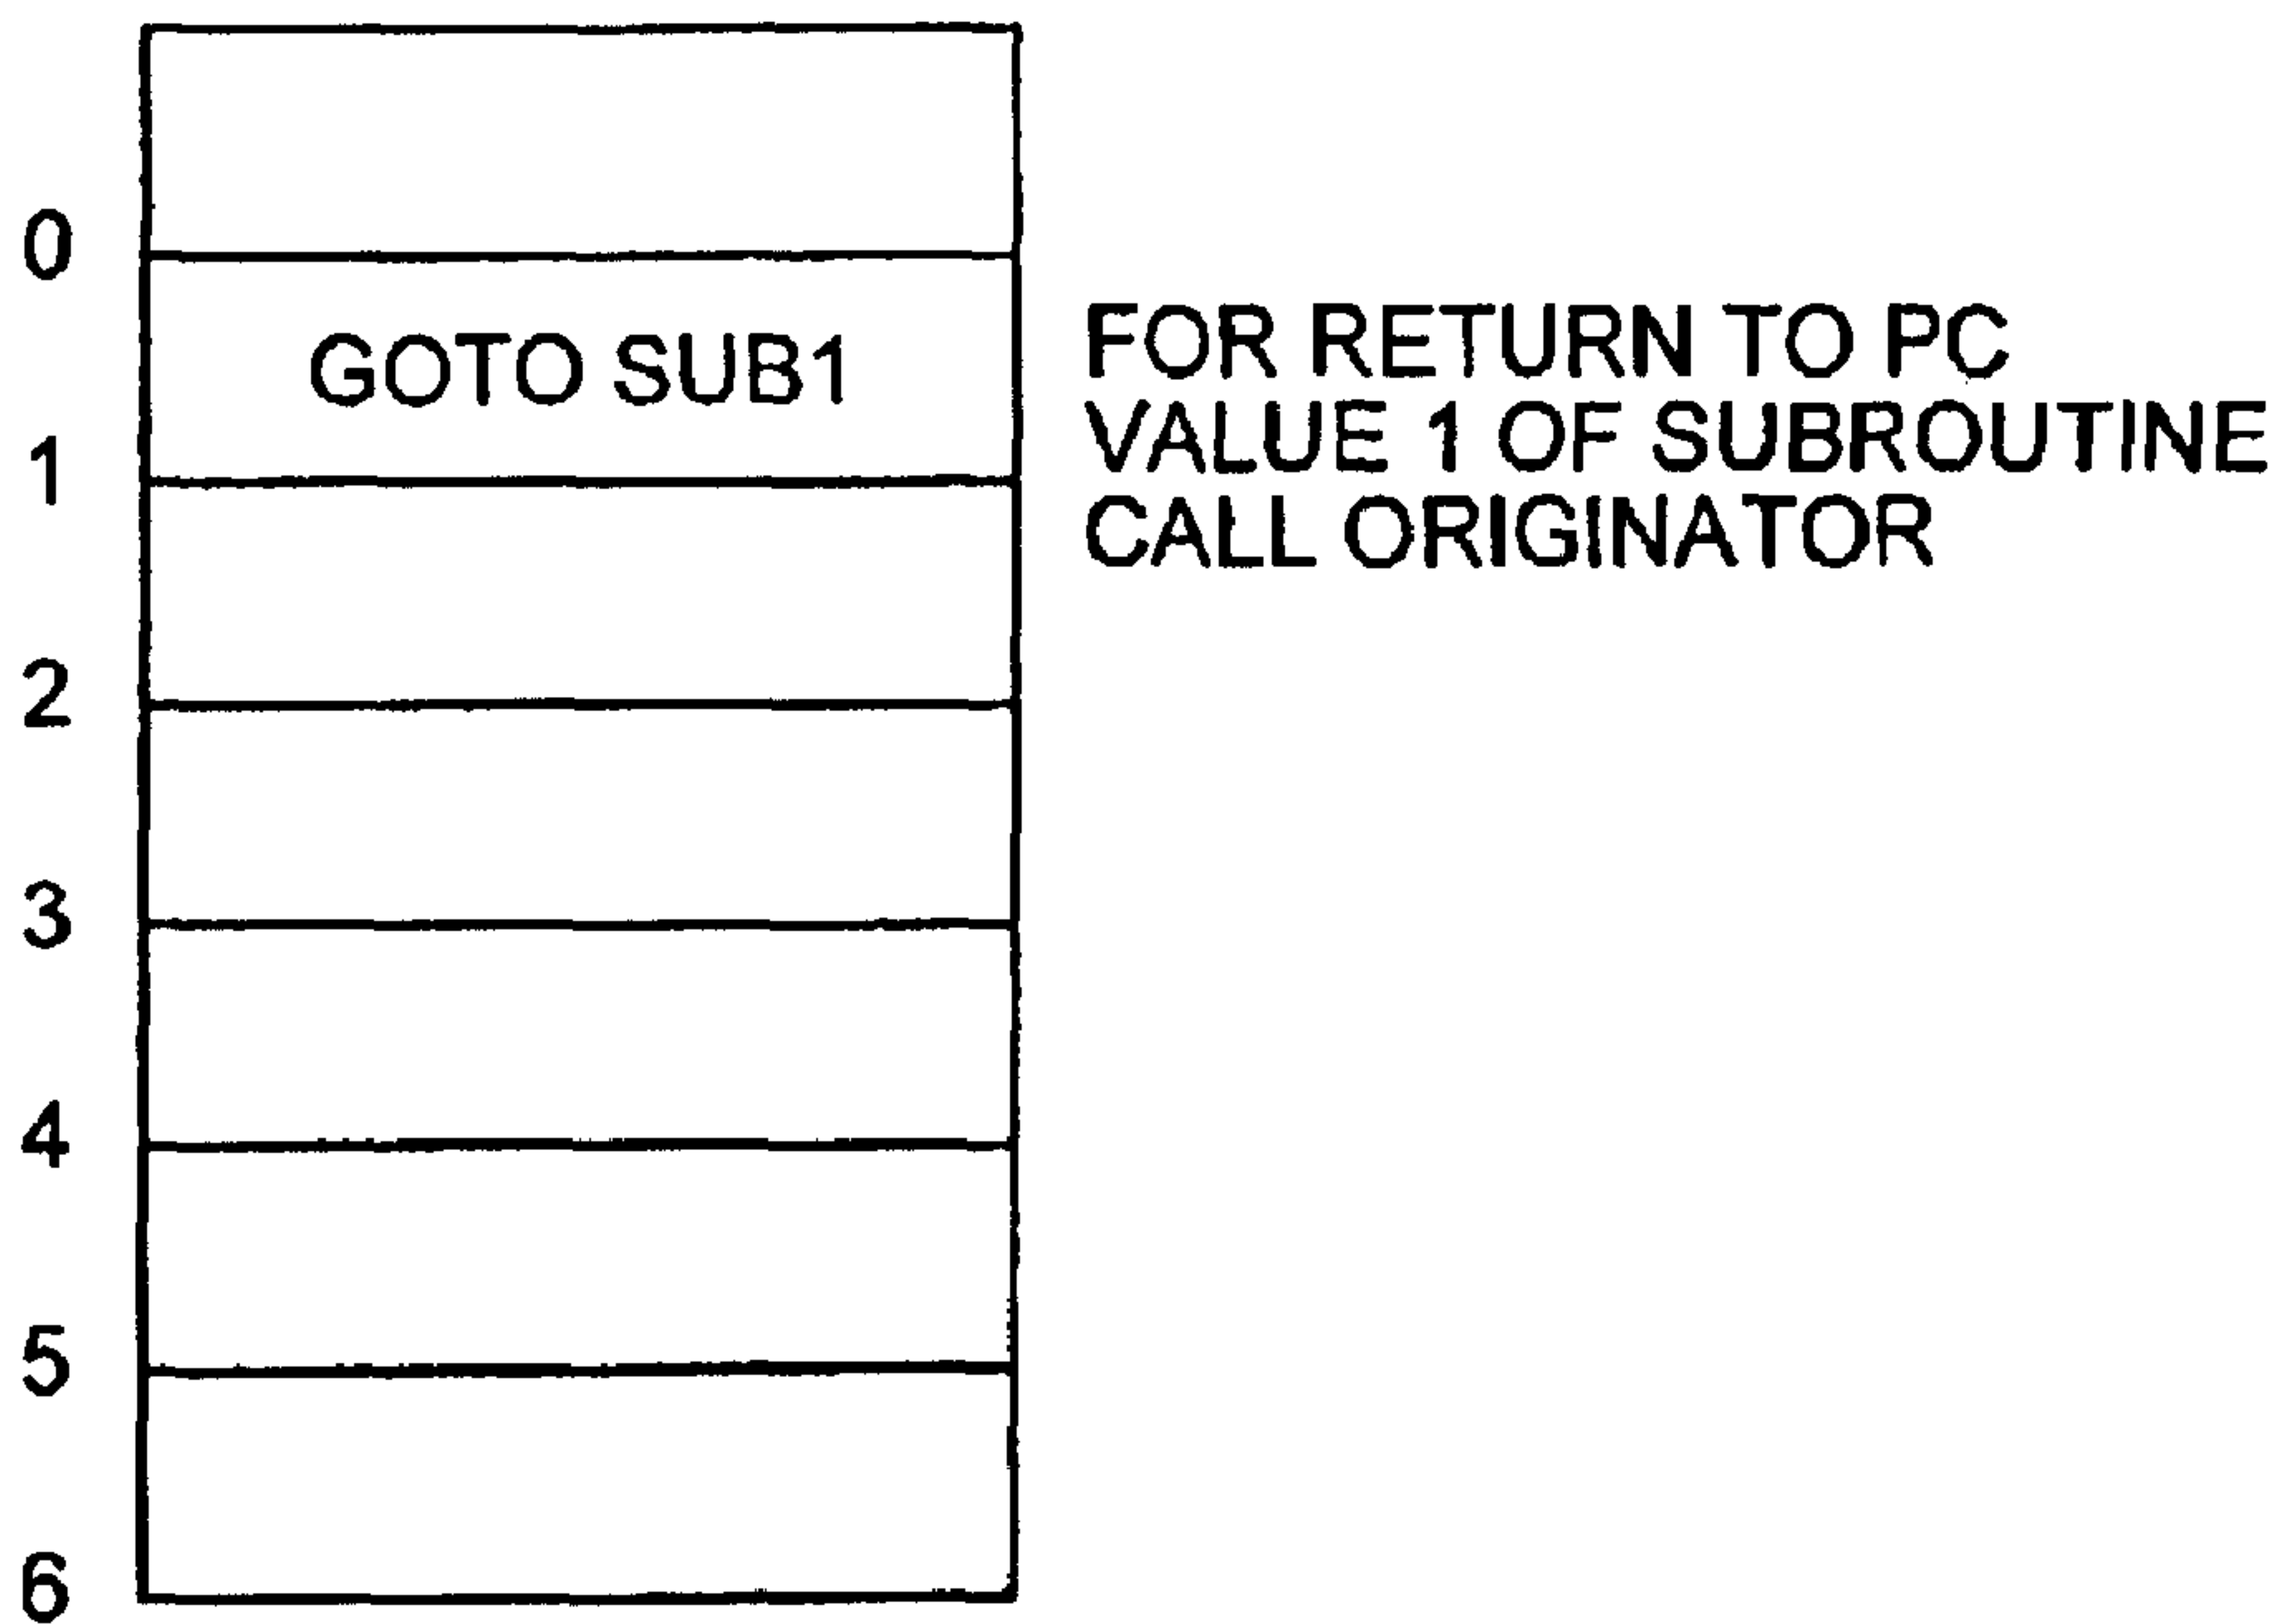 0
GOTO SUB1
FOR RETURN TO PC
VALUE 1 OF SUBROUTINE
CALL ORIGINATOR
1
2
3
4
5
6